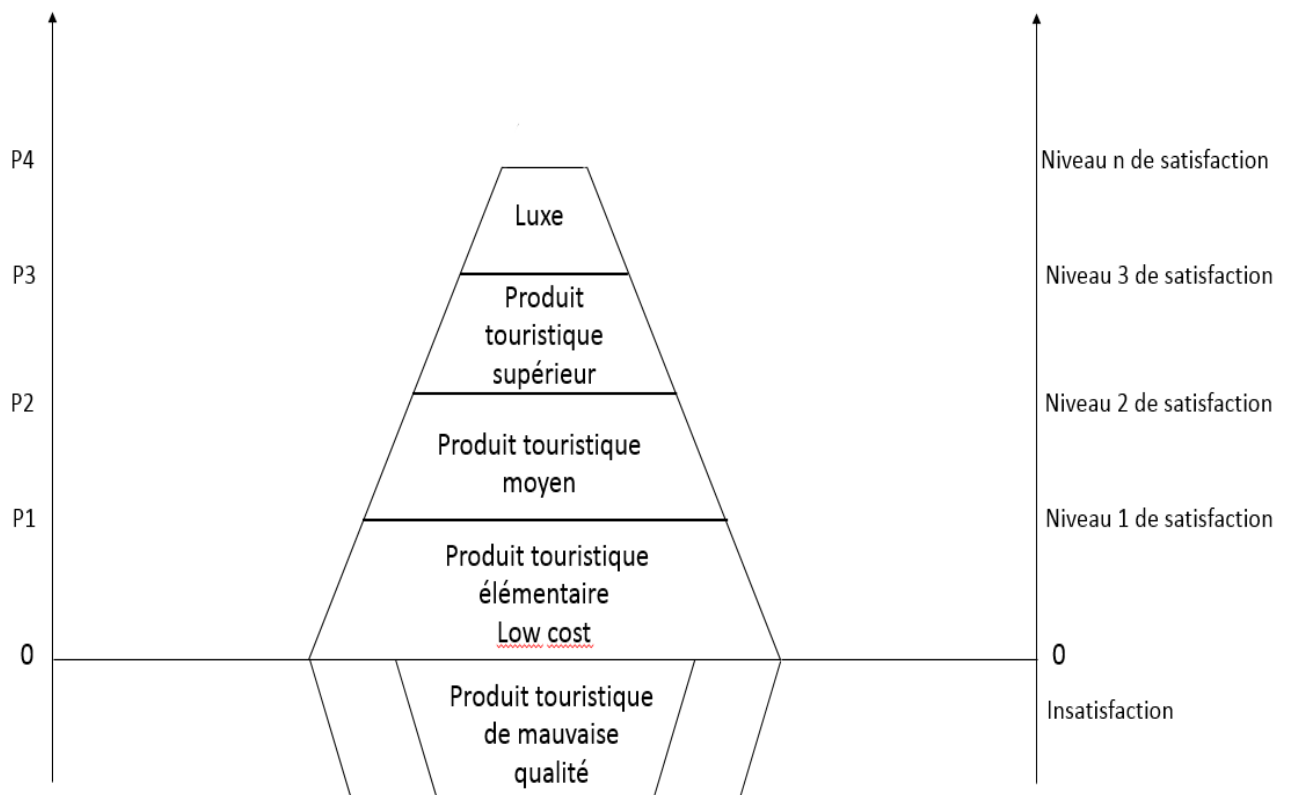 P4
Niveau n de satisfaction
Luxe
P3
Niveau 3 de satisfaction
Produit
touristique
supérieur
P2
Niveau 2 de satisfaction
Produit touristique
moyen
P1
Niveau 1 de satisfaction
Produit touristique
élémentaire
Low cost
0
0
Produit touristique
de mauvaise
qualité
Insatisfaction